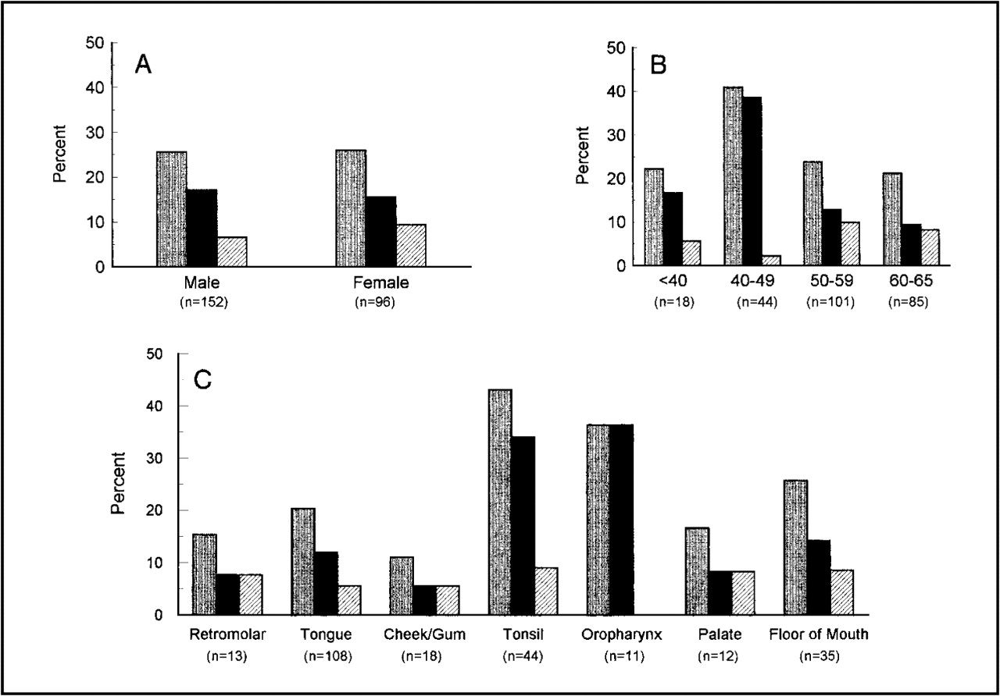 A
50
40
30
20
10
0
Percent
Male
(n=152)
Female
(n=96)
B
50
40
30
20
10
0
Percent
<40
(n=18)
40-49
(n=44)
50-59
(n=101)
60-65
(n=85)
C
50
40
30
20
10
0
Percent
Retromolar
(n=13)
Tongue
(n=108)
Cheek/Gum
(n=18)
Tonsil
(n=44)
Oropharynx
(n=11)
Palate
(n=12)
Floor of Mouth
(n=35)